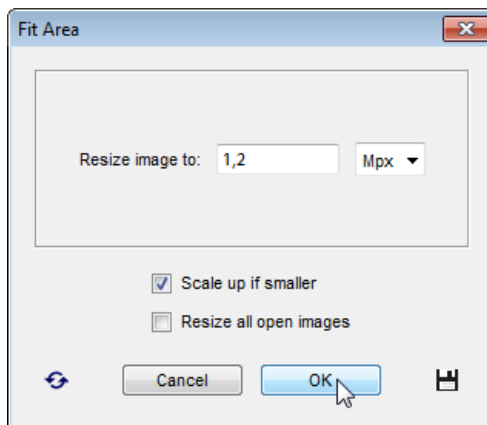 Fit Area
Resize image to: 1,2 Mpx
Scale up if smaller
Resize all open images
Cancel OK